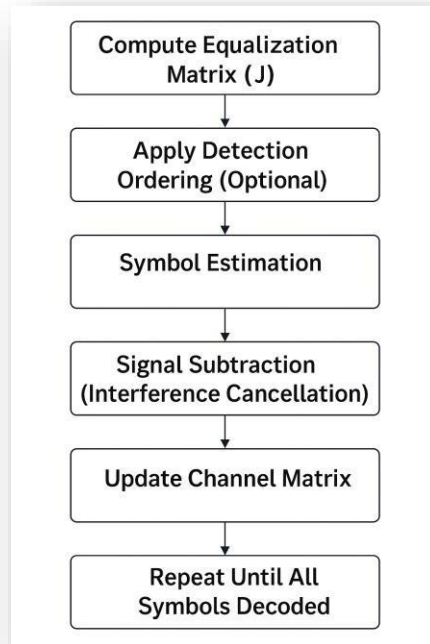 Compute Equalization
Matrix (J)
Apply Detection
Ordering (Optional)
Symbol Estimation
Signal Subtraction
(Interference Cancellation)
Update Channel Matrix
Repeat Until All
Symbols Decoded